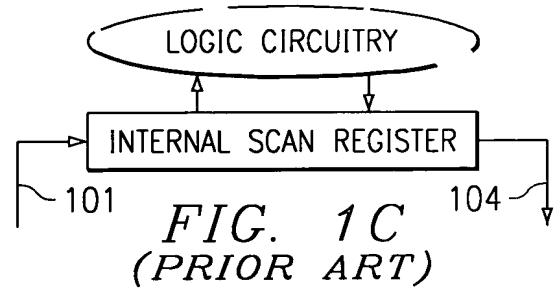 LOGIC CIRCUITRY
INTERNAL SCAN REGISTER
101
104
FIG. 1C
(PRIOR ART)